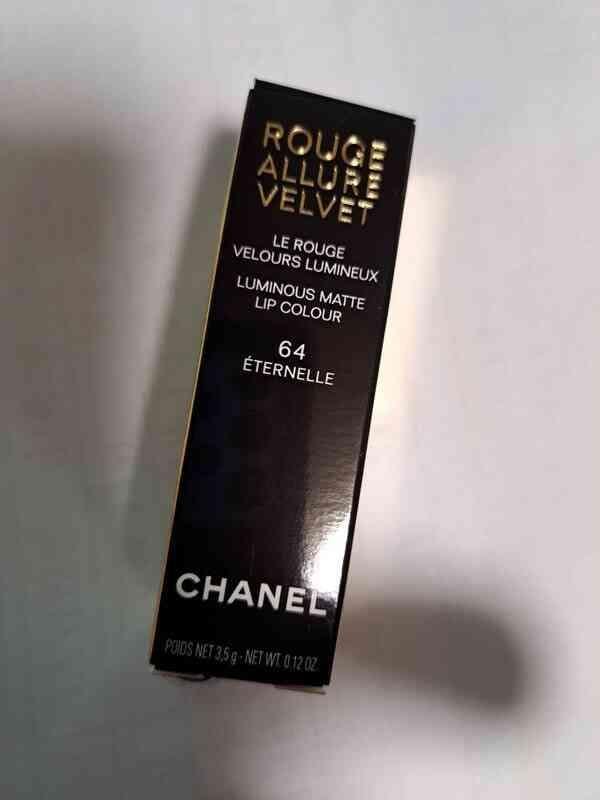 ROUGE
ALLURE
VELVET
LE ROUGE
VELOURS LUMINEUX
LUMINOUS MATTE
LIP COLOUR
64
ÉTERNELLE
CHANEL
POIDS NET 3,5 g - NET WT. 0.12 OZ.